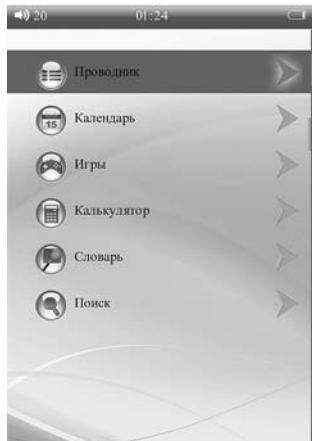 20 01:24
Проводник
Календарь
15
Игры
Калькулятор
Словарь
Поиск